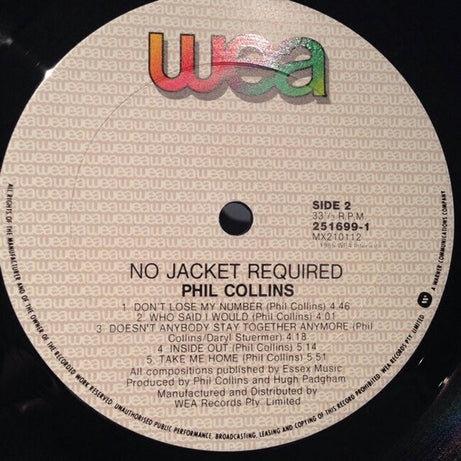 wea
SIDE 2
33 1/3 R.P.M.
251699-1
MX210112
℗ 1985 WEA
NO JACKET REQUIRED
PHIL COLLINS
1. DON'T LOSE MY NUMBER (Phil Collins) 4.46
2. WHO SAID I WOULD (Phil Collins) 4.01
3. DOESN'T ANYBODY STAY TOGETHER ANYMORE (Phil
Collins/Daryl Stuermer) 4.18
4. INSIDE OUT (Phil Collins) 5.14
5. TAKE ME HOME (Phil Collins) 5.51
All compositions published by Essex Music
Produced by Phil Collins and Hugh Padgham
Manufactured and Distributed by
WEA Records Pty. Limited
ALL RIGHTS OF THE MANUFACTURER AND OF THE OWNER OF THE RECORDED WORK RESERVED. UNAUTHORISED PUBLIC PERFORMANCE, BROADCASTING, LEASING AND COPYING OF THIS RECORD PROHIBITED. WEA RECORDS PTY. LIMITED
A WARNER COMMUNICATIONS COMPANY